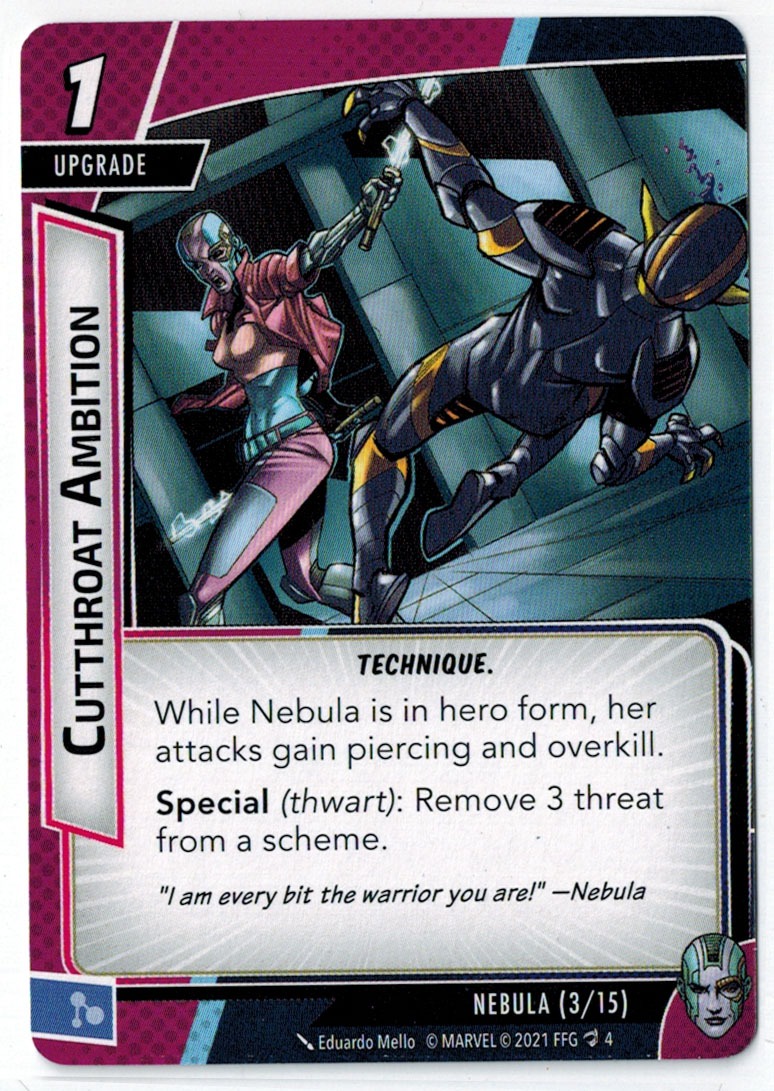 1
UPGRADE
CUTTHROAT AMBITION
TECHNIQUE.
While Nebula is in hero form, her
attacks gain piercing and overkill.
Special (thwart): Remove 3 threat
from a scheme.
"I am every bit the warrior you are!" —Nebula
NEBULA (3/15)
Eduardo Mello © MARVEL © 2021 FFG 4